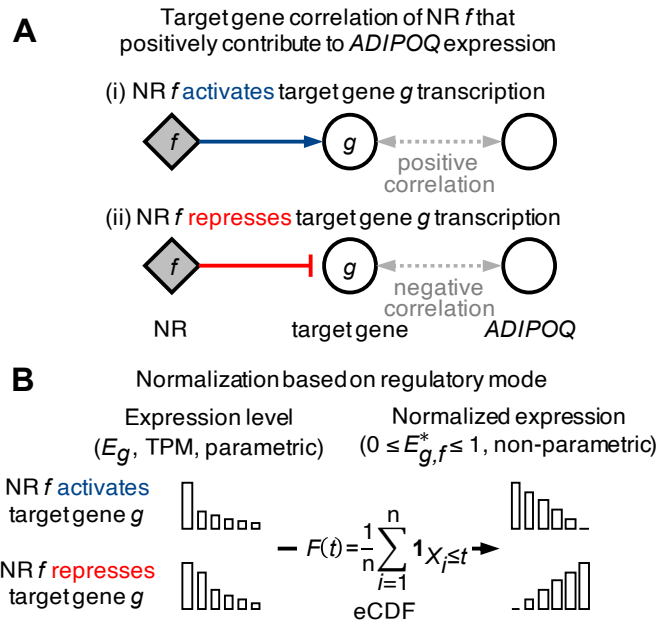 A
Target gene correlation of NR f that
positively contribute to ADIPOQ expression
(i) NR f activates target gene g transcription
f
g
positive
correlation
(ii) NR f represses target gene g transcription
f
g
negative
correlation
NR
target gene
ADIPOQ
B
Normalization based on regulatory mode
Expression level
(Eg, TPM, parametric)
Normalized expression
(0 ≤ E*g,f ≤ 1, non-parametric)
NR f activates
target gene g
NR f represses
target gene g
F(t) = 1/n ∑ i=1 n 1 Xi≤t
eCDF